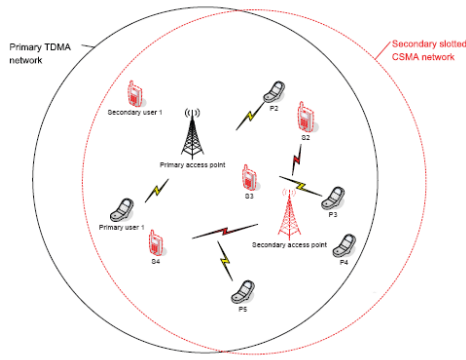 Primary TDMA
network
Secondary slotted
CSMA network
Secondary user 1
P2
S2
Primary access point
S3
Primary user 1
P3
S4
Secondary access point
P4
P5